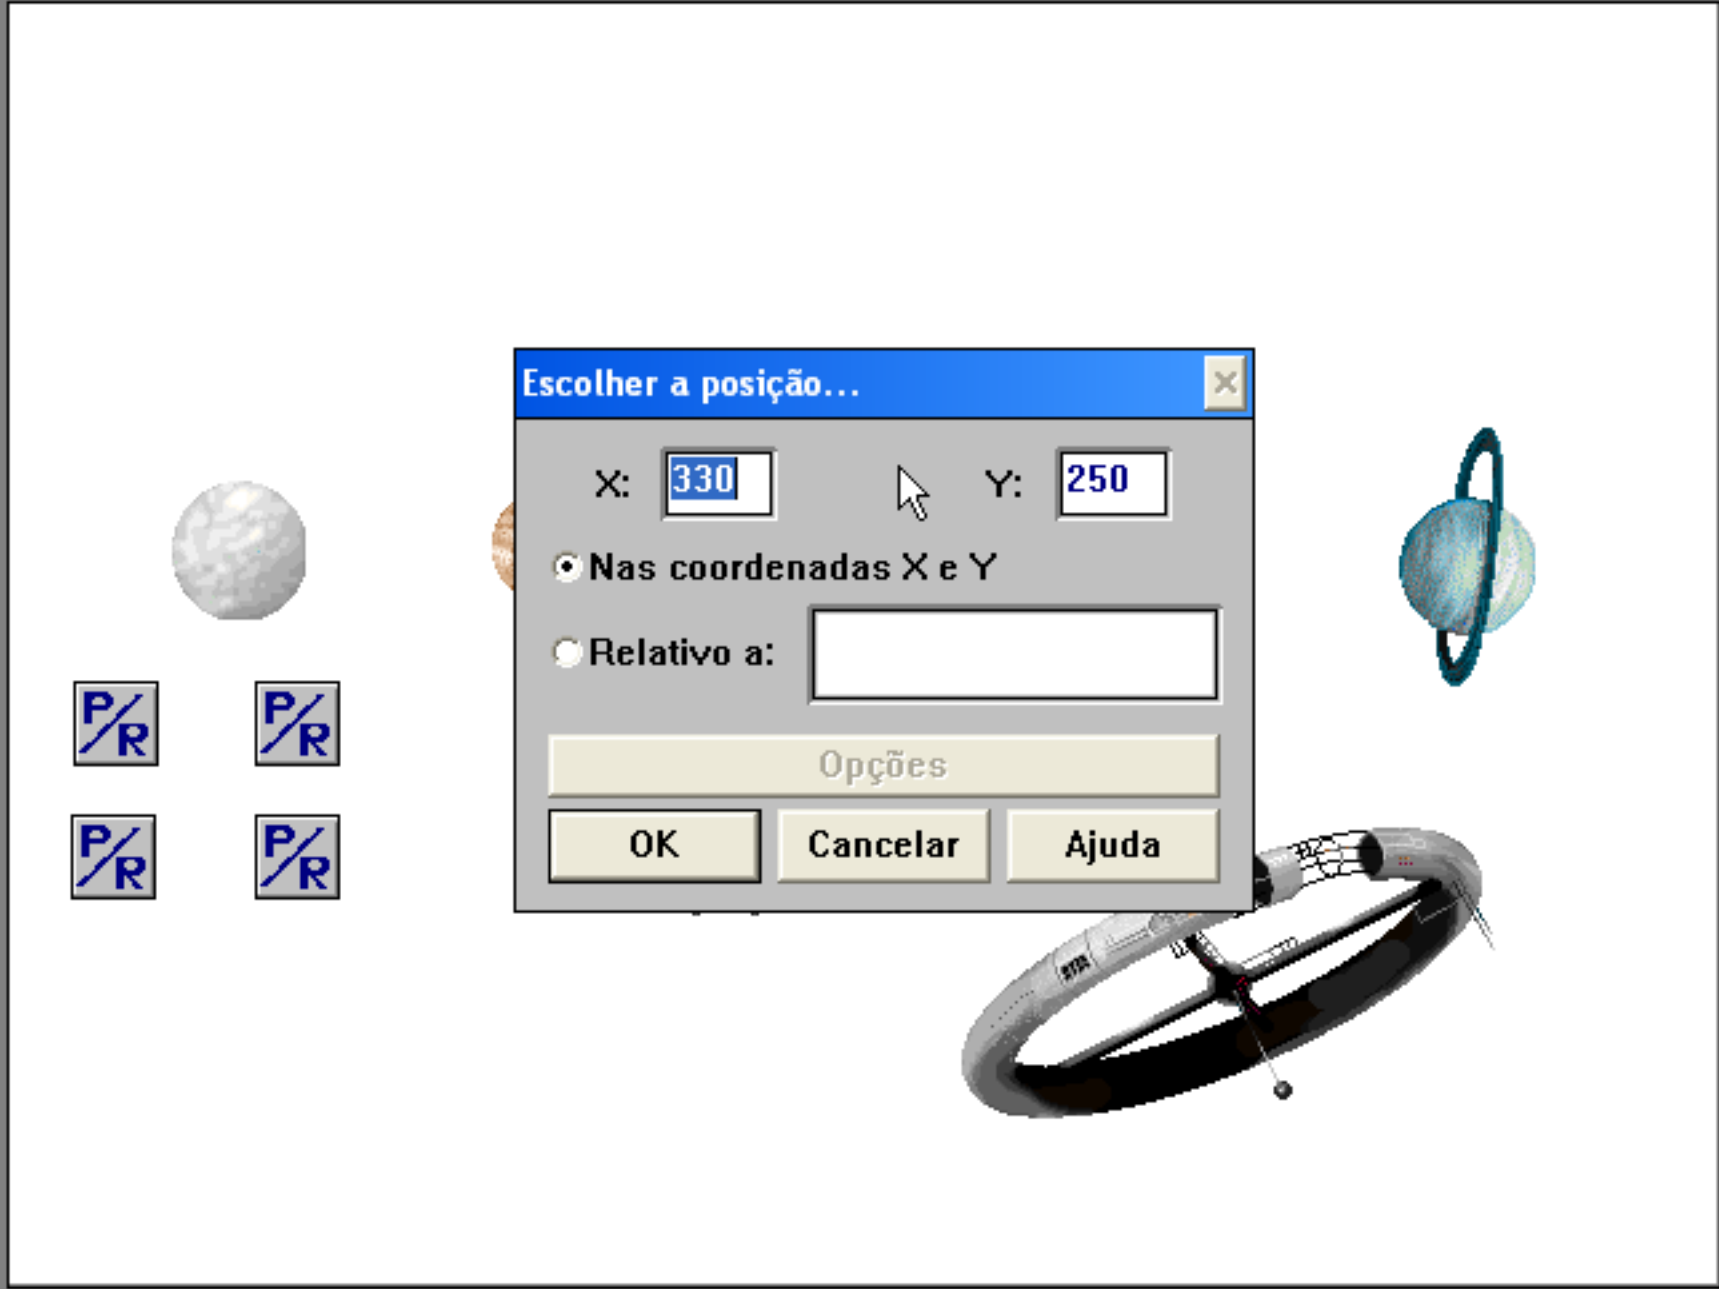 Escolher a posição...
X: 330 Y: 250
Nas coordenadas X e Y
Relativo a:
Opções
OK Cancelar Ajuda
P/R P/R
P/R P/R